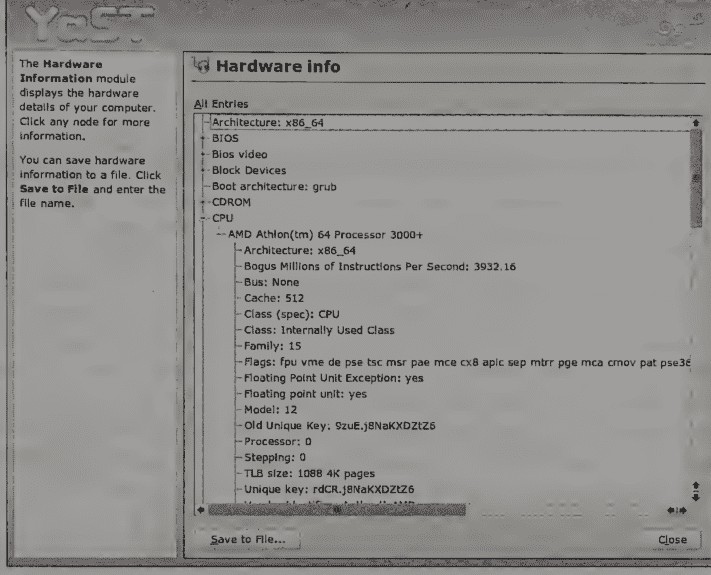 YaST
The Hardware
Information module
displays the hardware
details of your computer.
Click any node for more
information.
You can save hardware
information to a file. Click
Save to File and enter the
file name.
Hardware info
All Entries
Architecture: x86_64
BIOS
Bios video
Block Devices
Boot architecture: grub
CDROM
CPU
AMD Athlon(tm) 64 Processor 3000+
Architecture: x86_64
Bogus Millions of Instructions Per Second: 3932.16
Bus: None
Cache: 512
Class (spec): CPU
Class: Internally Used Class
Family: 15
Flags: fpu vme de pse tsc msr pae mce cx8 apic sep mtrr pge mca cmov pat pse36
Floating Point Unit Exception: yes
Floating point unit: yes
Model: 12
Old Unique Key: 9zuE.j8NaKXDZtZ6
Processor: 0
Stepping: 0
TLB size: 1088 4K pages
Unique key: rdCR.j8NaKXDZtZ6
Save to File...
Close